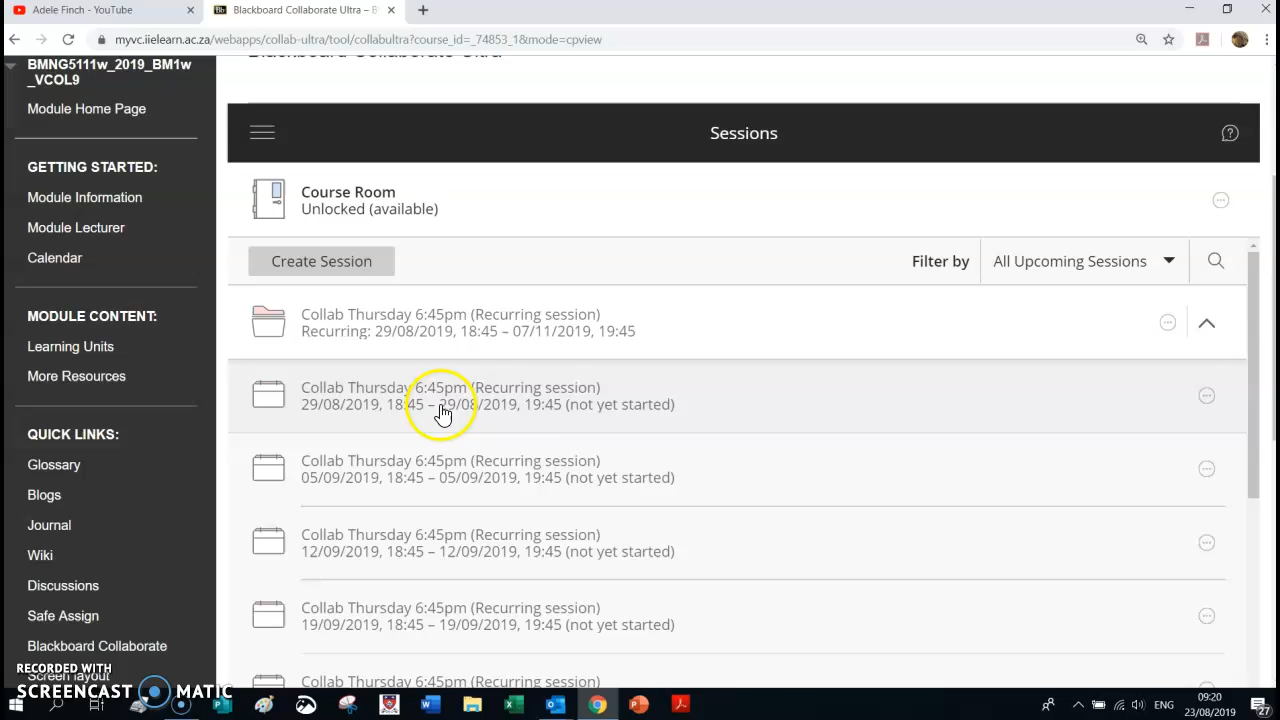 Adele Finch - YouTube
Blackboard Collaborate Ultra – B
myvc.iielearn.ac.za/webapps/collab-ultra/tool/collabultra?course_id=_74853_1&mode=cpview
BMNG5111w_2019_BM1w
_VCOL9
Module Home Page
GETTING STARTED:
Module Information
Module Lecturer
Calendar
MODULE CONTENT:
Learning Units
More Resources
QUICK LINKS:
Glossary
Blogs
Journal
Wiki
Discussions
Safe Assign
Blackboard Collaborate
Screen layout
Blackboard Collaborate Ultra
Sessions
Course Room
Unlocked (available)
Create Session
Filter by
All Upcoming Sessions
Collab Thursday 6:45pm (Recurring session)
Recurring: 29/08/2019, 18:45 – 07/11/2019, 19:45
Collab Thursday 6:45pm (Recurring session)
29/08/2019, 18:45 – 29/08/2019, 19:45 (not yet started)
Collab Thursday 6:45pm (Recurring session)
05/09/2019, 18:45 – 05/09/2019, 19:45 (not yet started)
Collab Thursday 6:45pm (Recurring session)
12/09/2019, 18:45 – 12/09/2019, 19:45 (not yet started)
Collab Thursday 6:45pm (Recurring session)
19/09/2019, 18:45 – 19/09/2019, 19:45 (not yet started)
Collab Thursday 6:45pm (Recurring session)
RECORDED WITH
SCREENCAST MATIC
ENG
09:20
23/08/2019
27